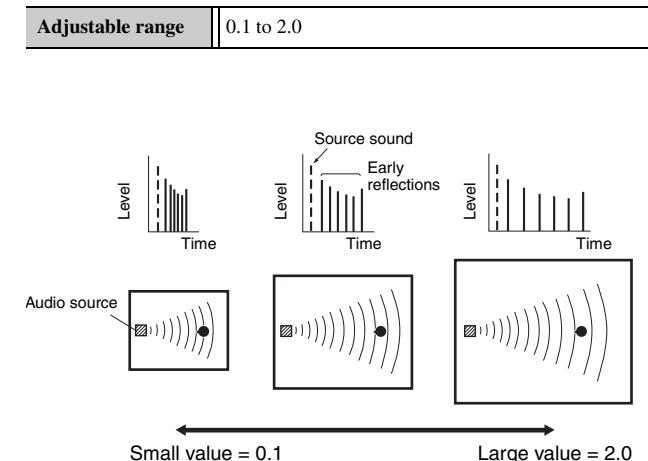 Adjustable range 0.1 to 2.0
Source sound
Early
reflections
Level
Time
Level
Time
Level
Time
Audio source
Small value = 0.1
Large value = 2.0